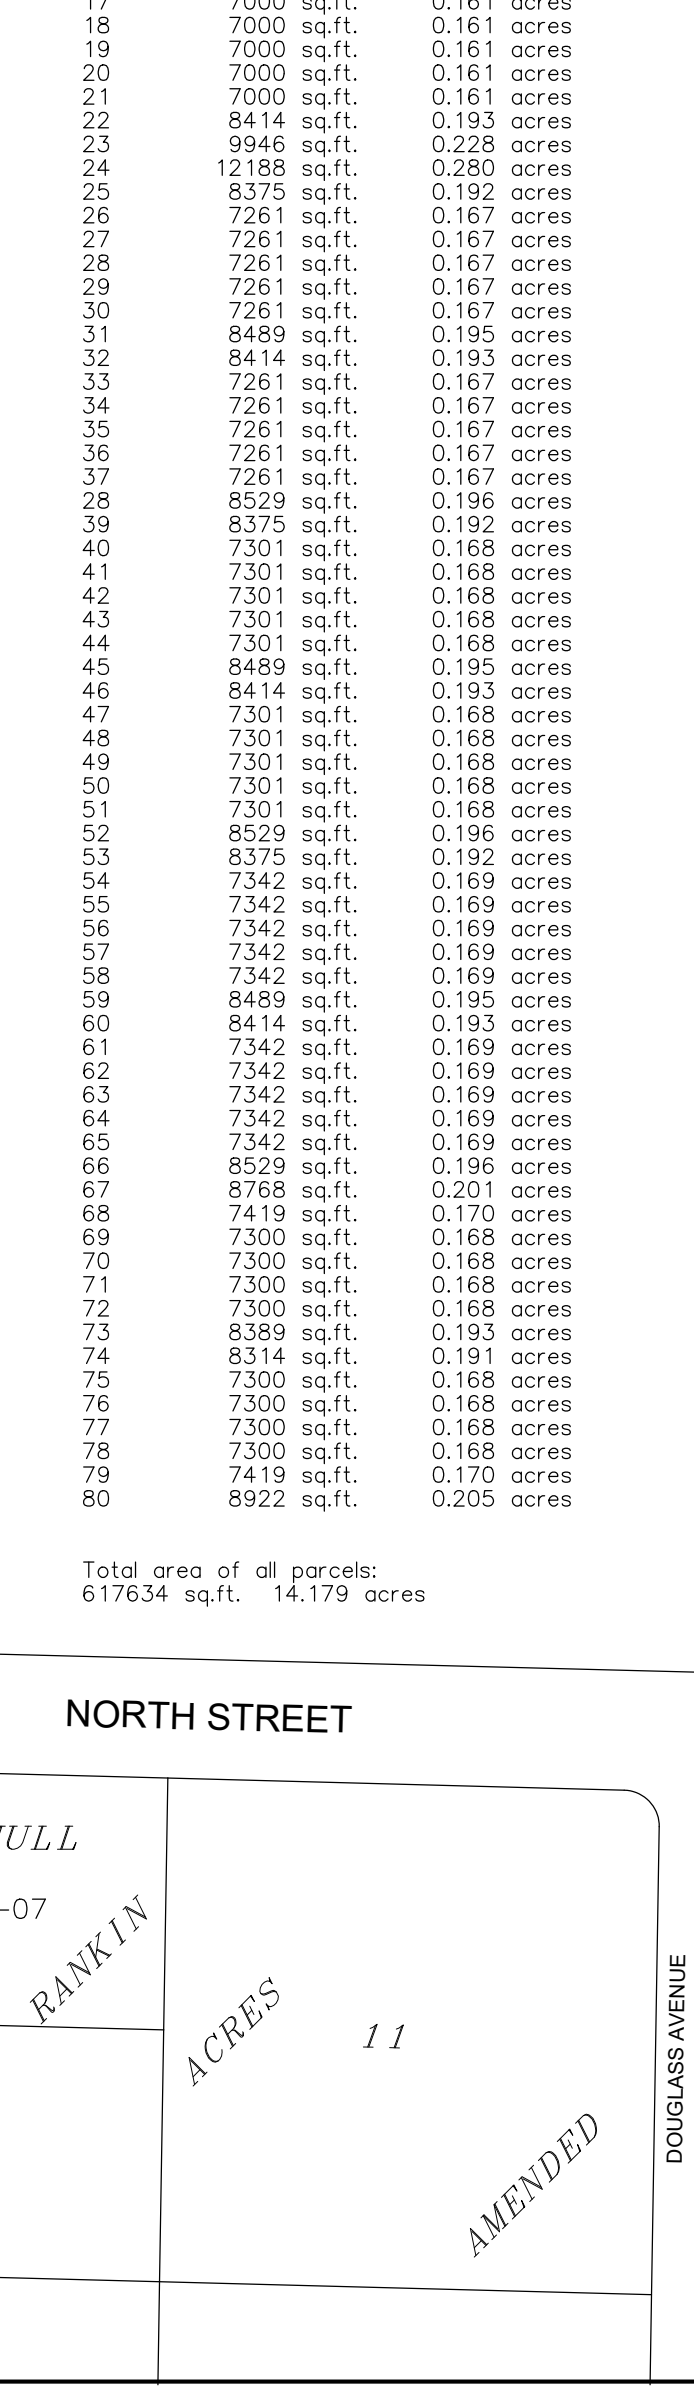 17 7000 sq.ft. 0.161 acres
18 7000 sq.ft. 0.161 acres
19 7000 sq.ft. 0.161 acres
20 7000 sq.ft. 0.161 acres
21 7000 sq.ft. 0.161 acres
22 8414 sq.ft. 0.193 acres
23 9946 sq.ft. 0.228 acres
24 12188 sq.ft. 0.280 acres
25 8375 sq.ft. 0.192 acres
26 7261 sq.ft. 0.167 acres
27 7261 sq.ft. 0.167 acres
28 7261 sq.ft. 0.167 acres
29 7261 sq.ft. 0.167 acres
30 7261 sq.ft. 0.167 acres
31 8489 sq.ft. 0.195 acres
32 8414 sq.ft. 0.193 acres
33 7261 sq.ft. 0.167 acres
34 7261 sq.ft. 0.167 acres
35 7261 sq.ft. 0.167 acres
36 7261 sq.ft. 0.167 acres
37 7261 sq.ft. 0.167 acres
28 8529 sq.ft. 0.196 acres
39 8375 sq.ft. 0.192 acres
40 7301 sq.ft. 0.168 acres
41 7301 sq.ft. 0.168 acres
42 7301 sq.ft. 0.168 acres
43 7301 sq.ft. 0.168 acres
44 7301 sq.ft. 0.168 acres
45 8489 sq.ft. 0.195 acres
46 8414 sq.ft. 0.193 acres
47 7301 sq.ft. 0.168 acres
48 7301 sq.ft. 0.168 acres
49 7301 sq.ft. 0.168 acres
50 7301 sq.ft. 0.168 acres
51 7301 sq.ft. 0.168 acres
52 8529 sq.ft. 0.196 acres
53 8375 sq.ft. 0.192 acres
54 7342 sq.ft. 0.169 acres
55 7342 sq.ft. 0.169 acres
56 7342 sq.ft. 0.169 acres
57 7342 sq.ft. 0.169 acres
58 7342 sq.ft. 0.169 acres
59 8489 sq.ft. 0.195 acres
60 8414 sq.ft. 0.193 acres
61 7342 sq.ft. 0.169 acres
62 7342 sq.ft. 0.169 acres
63 7342 sq.ft. 0.169 acres
64 7342 sq.ft. 0.169 acres
65 7342 sq.ft. 0.169 acres
66 8529 sq.ft. 0.196 acres
67 8768 sq.ft. 0.201 acres
68 7419 sq.ft. 0.170 acres
69 7300 sq.ft. 0.168 acres
70 7300 sq.ft. 0.168 acres
71 7300 sq.ft. 0.168 acres
72 7300 sq.ft. 0.168 acres
73 8389 sq.ft. 0.193 acres
74 8314 sq.ft. 0.191 acres
75 7300 sq.ft. 0.168 acres
76 7300 sq.ft. 0.168 acres
77 7300 sq.ft. 0.168 acres
78 7300 sq.ft. 0.168 acres
79 7419 sq.ft. 0.170 acres
80 8922 sq.ft. 0.205 acres
Total area of all parcels:
617634 sq.ft. 14.179 acres
NORTH STREET
ULL
-07
RANKIN
ACRES
11
AMENDED
DOUGLASS AVENUE